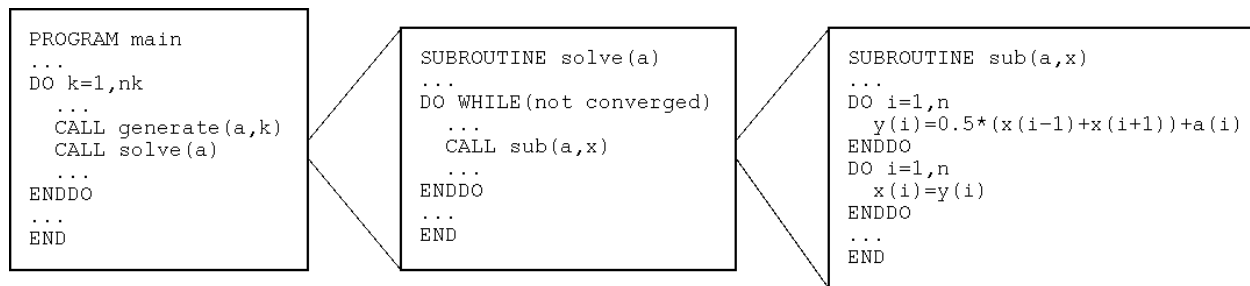 PROGRAM main
...
DO k=1,nk
...
CALL generate(a,k)
CALL solve(a)
...
ENDDO
...
END
SUBROUTINE solve(a)
...
DO WHILE(not converged)
...
CALL sub(a,x)
...
ENDDO
...
END
SUBROUTINE sub(a,x)
...
DO i=1,n
y(i)=0.5*(x(i-1)+x(i+1))+a(i)
ENDDO
DO i=1,n
x(i)=y(i)
ENDDO
...
END